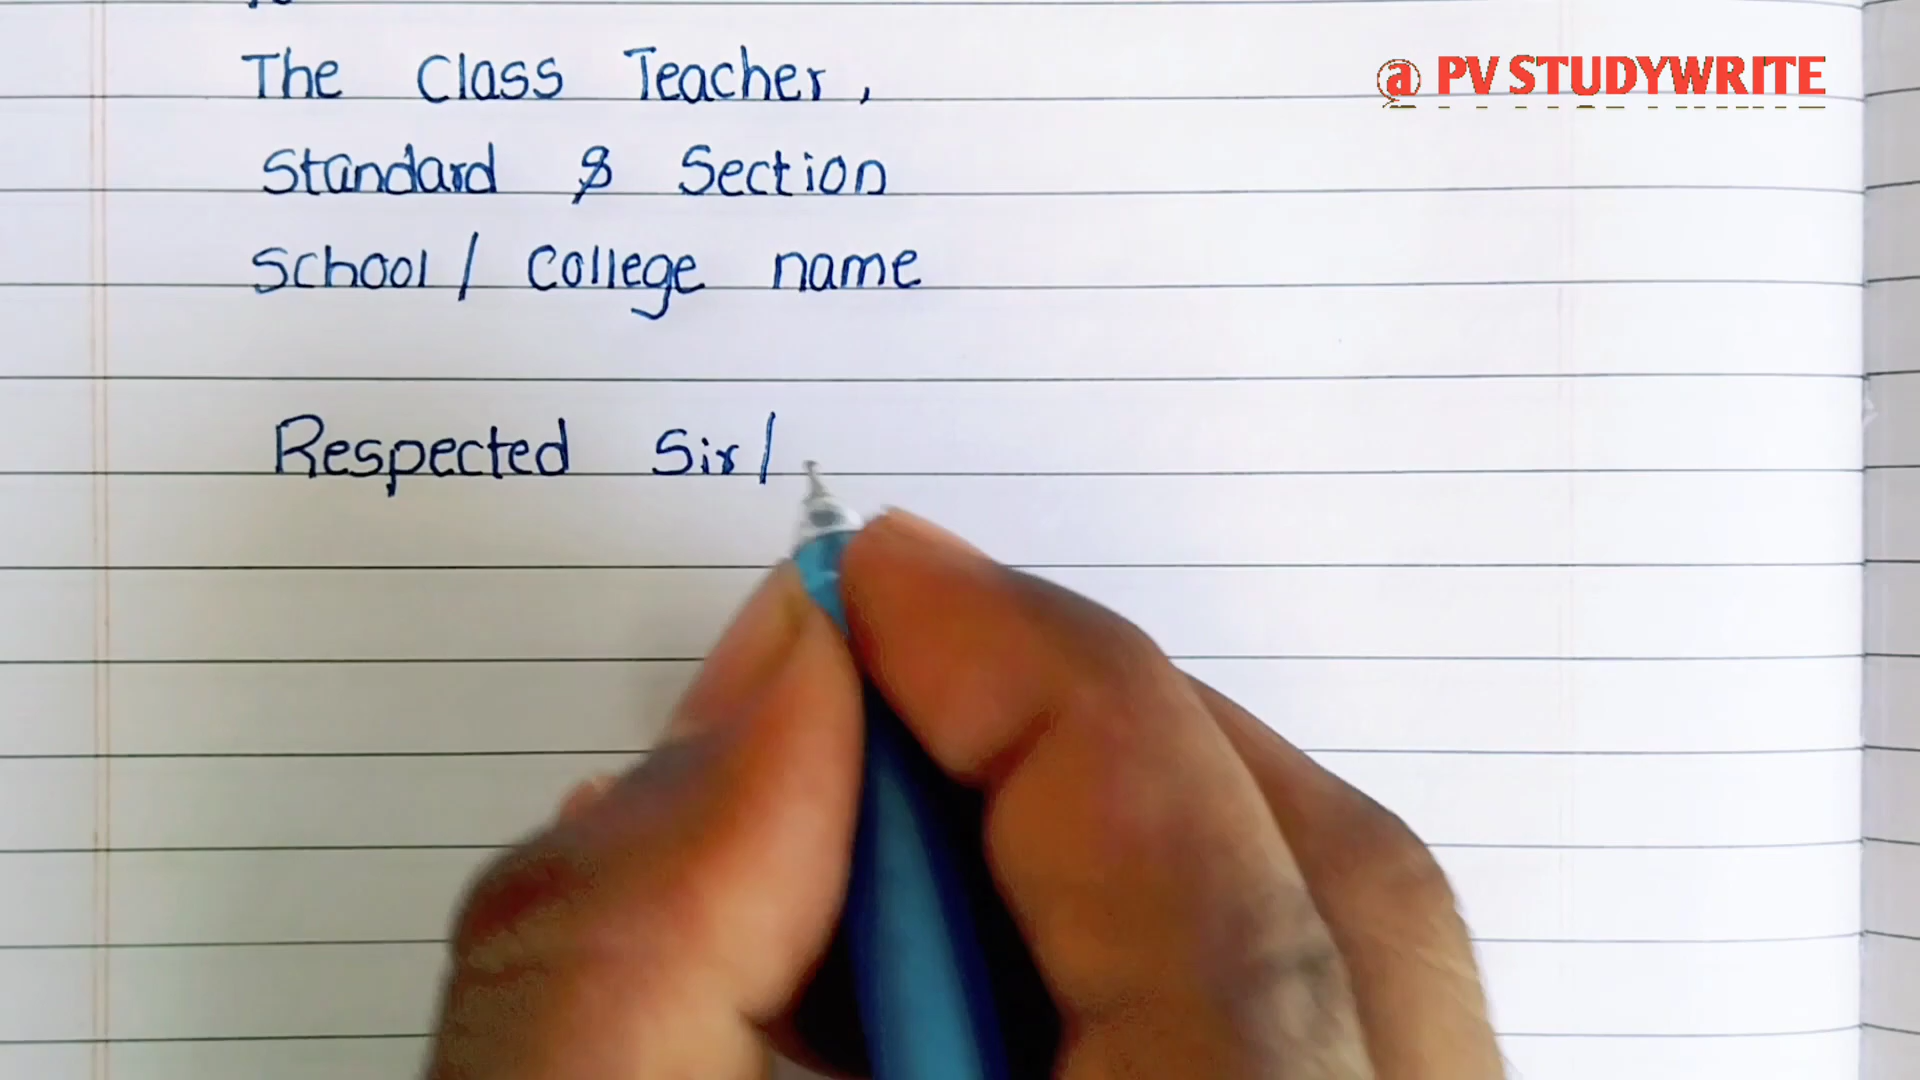 The Class Teacher,
@ PV STUDYWRITE
Standard & Section
School / College name
Respected Sir /